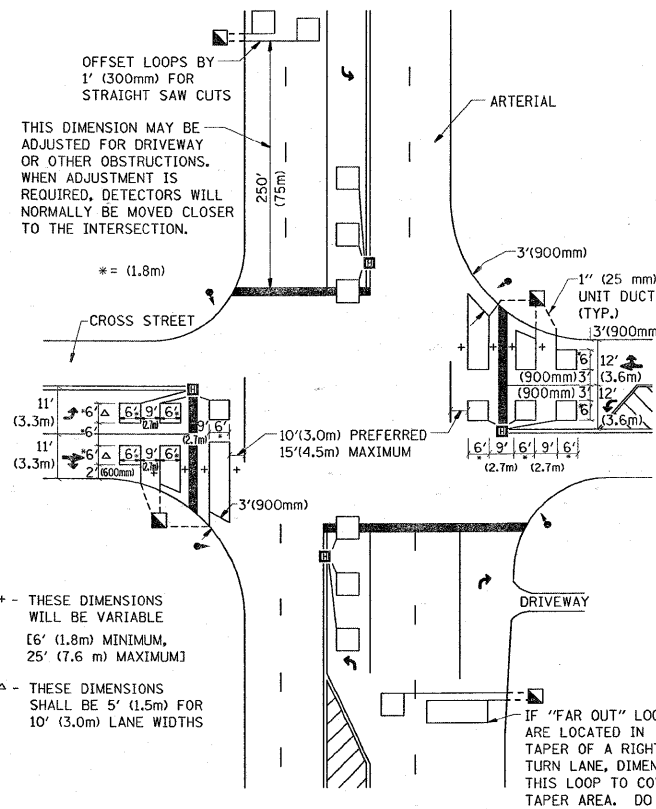 OFFSET LOOPS BY
1' (300mm) FOR
STRAIGHT SAW CUTS
THIS DIMENSION MAY BE
ADJUSTED FOR DRIVEWAY
OR OTHER OBSTRUCTIONS.
WHEN ADJUSTMENT IS
REQUIRED, DETECTORS WILL
NORMALLY BE MOVED CLOSER
TO THE INTERSECTION.
250'
(75m)
* = (1.8m)
ARTERIAL
CROSS STREET
3'(900mm)
1" (25 mm)
UNIT DUCT
(TYP.)
3'(900mm
6'
*
12'
(3.6m)
(900mm) 3'
(900mm) 3'
6'
*
12'
(3.6m)
6' 9' 6' 9' 6'
* * *
(2.7m) (2.7m)
11'
(3.3m)
*6' △ 6' 9' 6'
(2.7m)
*6'
9' 6'
(2.7m) *
11'
(3.3m)
*6' △ 6' 9' 6'
(2.7m)
2' (600mm)
10'(3.0m) PREFERRED
15'(4.5m) MAXIMUM
3'(900mm)
H
H
H
H
+ - THESE DIMENSIONS
WILL BE VARIABLE
[6' (1.8m) MINIMUM,
25' (7.6 m) MAXIMUM]
△ - THESE DIMENSIONS
SHALL BE 5' (1.5m) FOR
10' (3.0m) LANE WIDTHS
DRIVEWAY
IF "FAR OUT" LOO
ARE LOCATED IN
TAPER OF A RIGHT
TURN LANE, DIMEN
THIS LOOP TO CO
TAPER AREA. DO